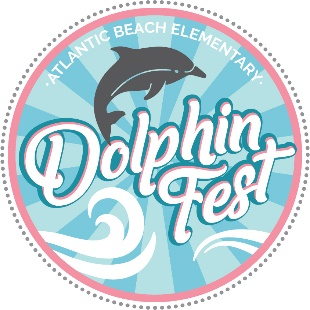 ·ATLANTIC BEACH ELEMENTARY·
Dolphin
Fest